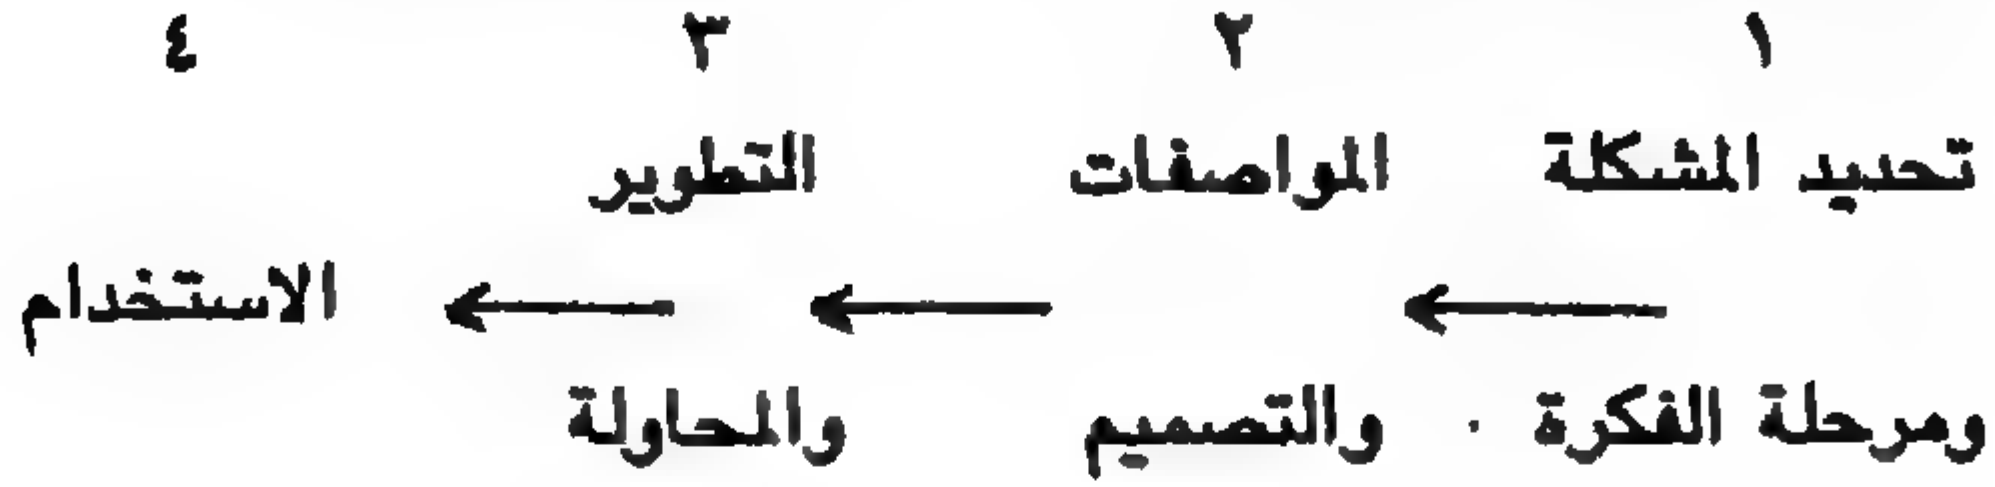 ١ ٢ ٣ ٤
تحديد المشكلة المواصفات التطوير
← ← ← الاستخدام
ومرحلة الفكرة والتصميم والمحاولة